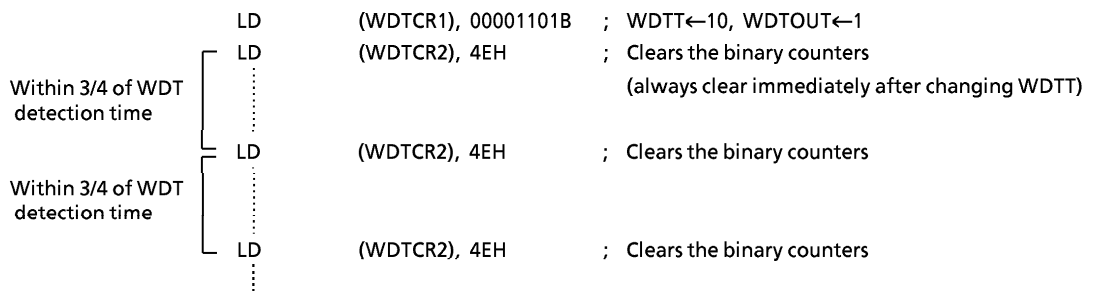 LD (WDTCR1), 00001101B ; WDTT←10, WDTOUT←1
LD (WDTCR2), 4EH ; Clears the binary counters
(always clear immediately after changing WDTT)
Within 3/4 of WDT
detection time
LD (WDTCR2), 4EH ; Clears the binary counters
Within 3/4 of WDT
detection time
LD (WDTCR2), 4EH ; Clears the binary counters